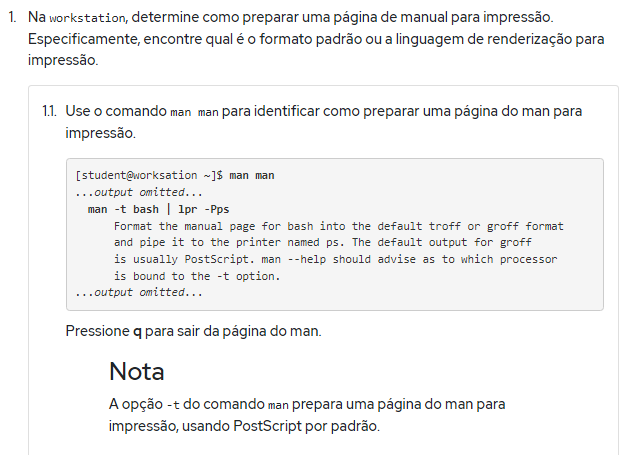 1. Na workstation, determine como preparar uma página de manual para impressão.
Especificamente, encontre qual é o formato padrão ou a linguagem de renderização para
impressão.
1.1. Use o comando man man para identificar como preparar uma página do man para
impressão.
[student@worksation ~]$ man man
...output omitted...
man -t bash | lpr -Pps
Format the manual page for bash into the default troff or groff format
and pipe it to the printer named ps. The default output for groff
is usually PostScript. man --help should advise as to which processor
is bound to the -t option.
...output omitted...
Pressione q para sair da página do man.
Nota
A opção -t do comando man prepara uma página do man para
impressão, usando PostScript por padrão.